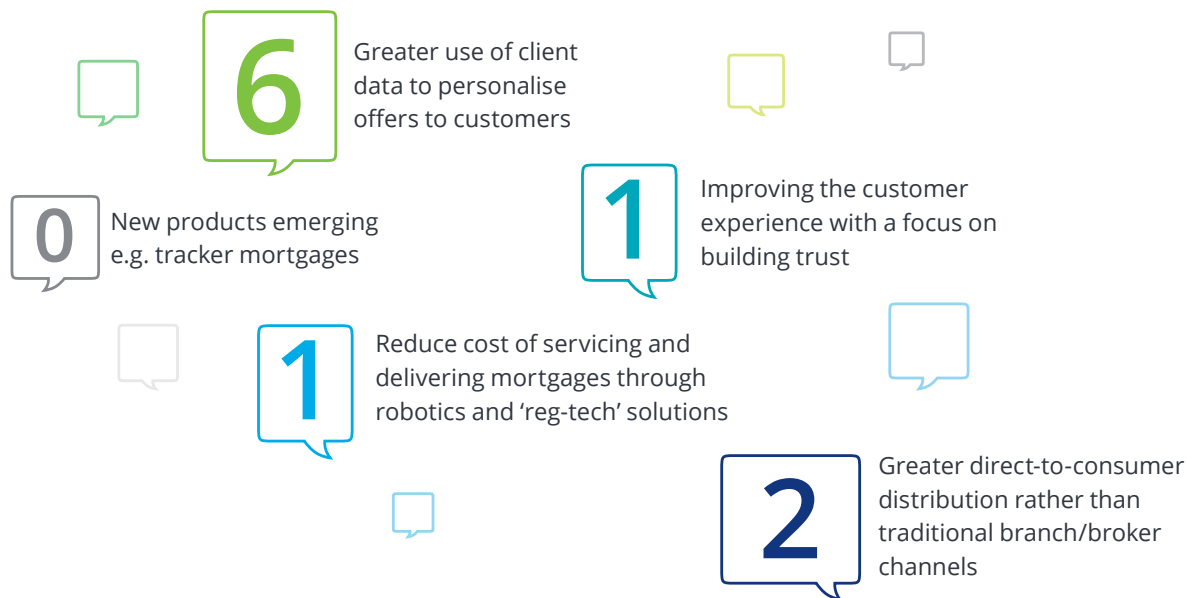 6
Greater use of client
data to personalise
offers to customers
0
New products emerging
e.g. tracker mortgages
1
Improving the customer
experience with a focus on
building trust
1
Reduce cost of servicing and
delivering mortgages through
robotics and ‘reg-tech’ solutions
2
Greater direct-to-consumer
distribution rather than
traditional branch/broker
channels